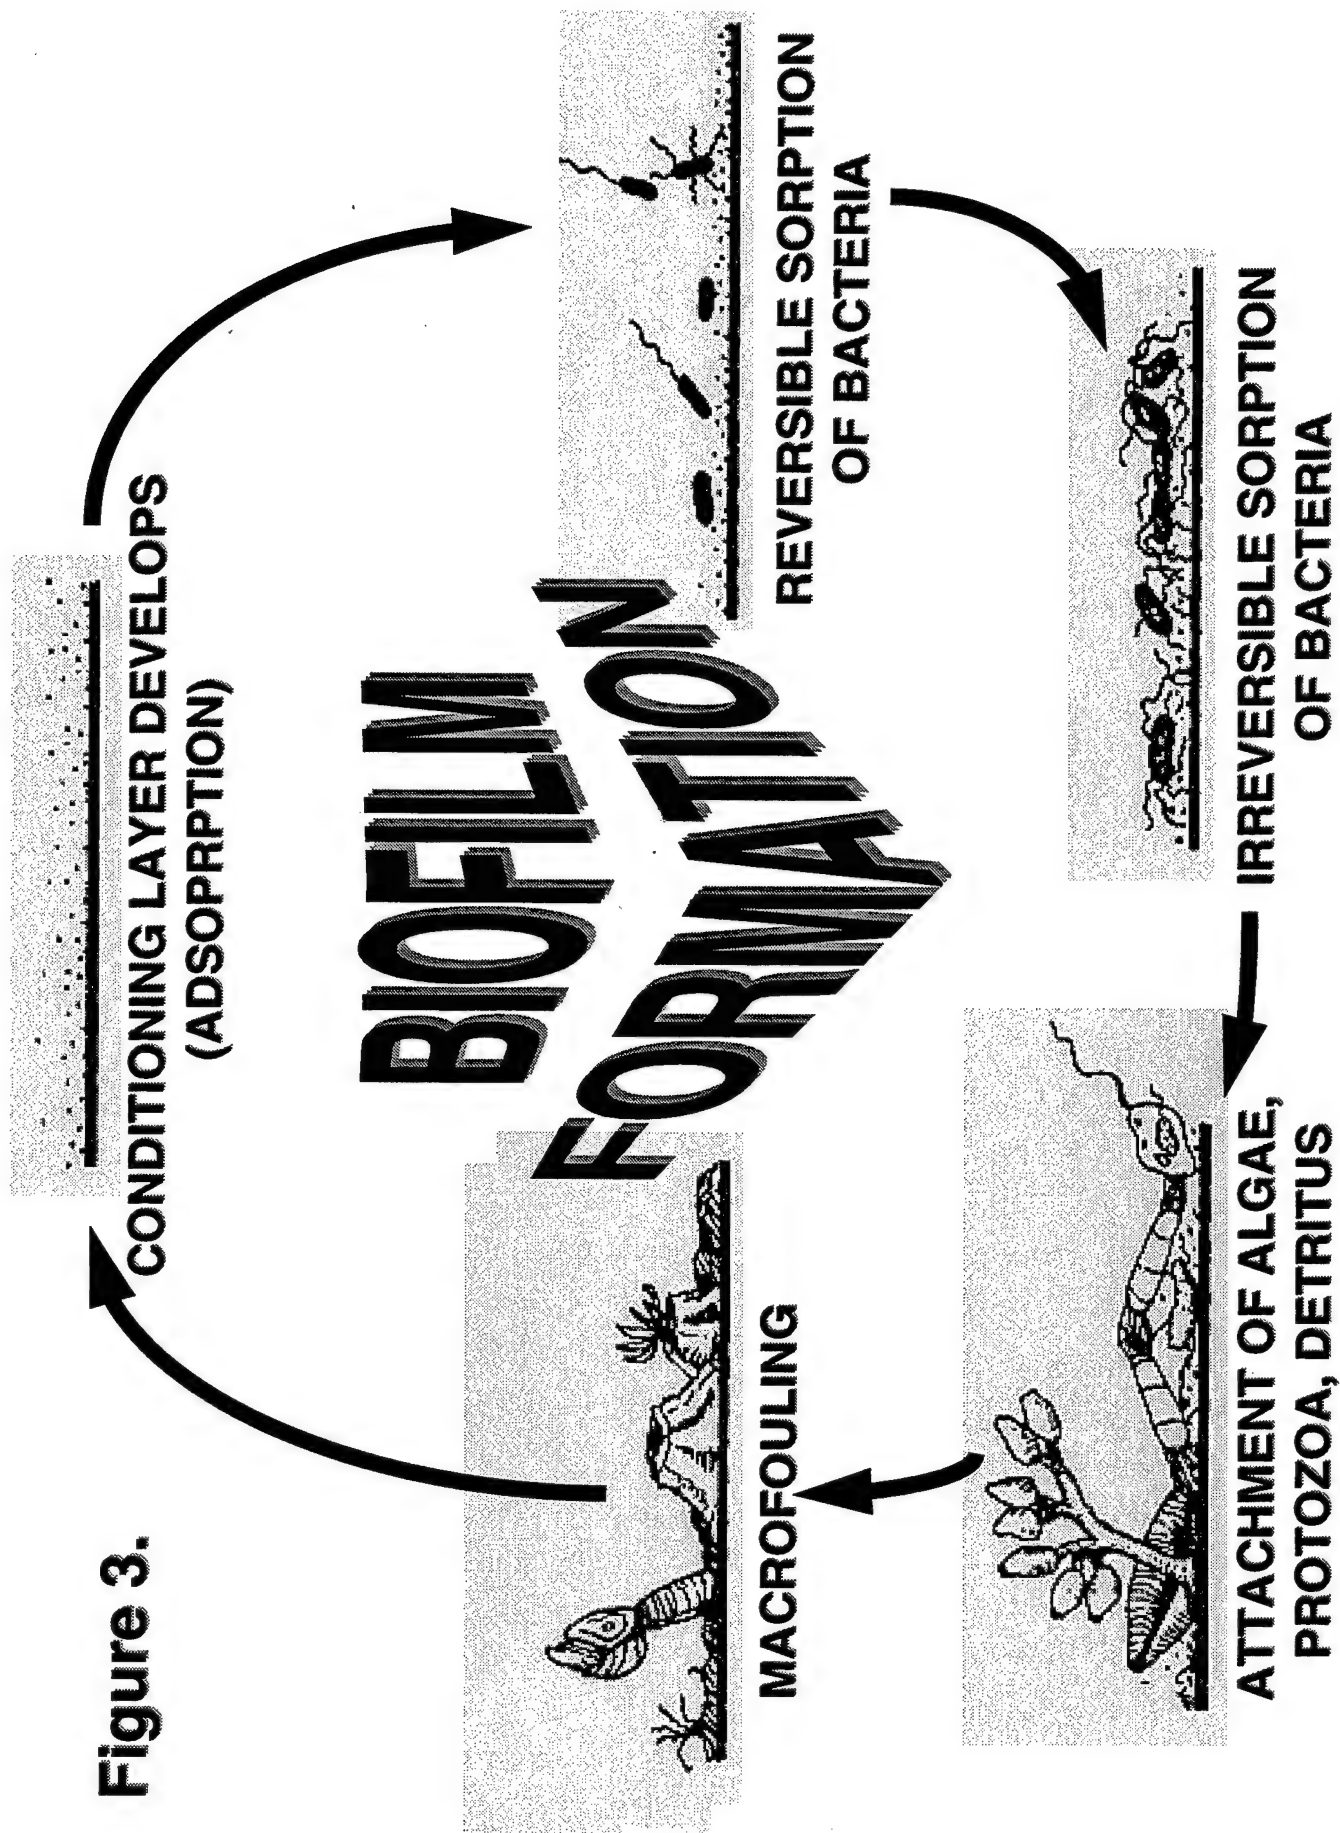 Figure 3.
CONDITIONING LAYER DEVELOPS
(ADSOPRPTION)
BIOFILM
FORMATION
REVERSIBLE SORPTION
OF BACTERIA
IRREVERSIBLE SORPTION
OF BACTERIA
ATTACHMENT OF ALGAE,
PROTOZOA, DETRITUS
MACROFOULING